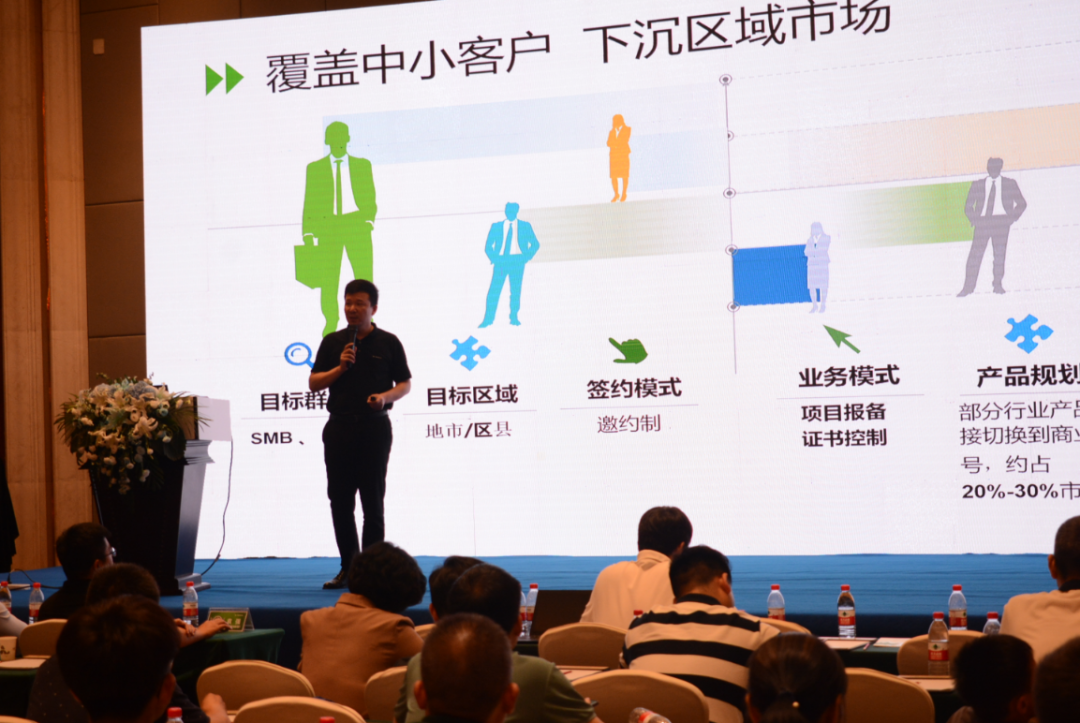 覆盖中小客户 下沉区域市场
目标群
SMB、
目标区域
地市/区县
签约模式
邀约制
业务模式
项目报备
证书控制
产品规划
部分行业产品
接切换到商业
号，约占
20%-30%市